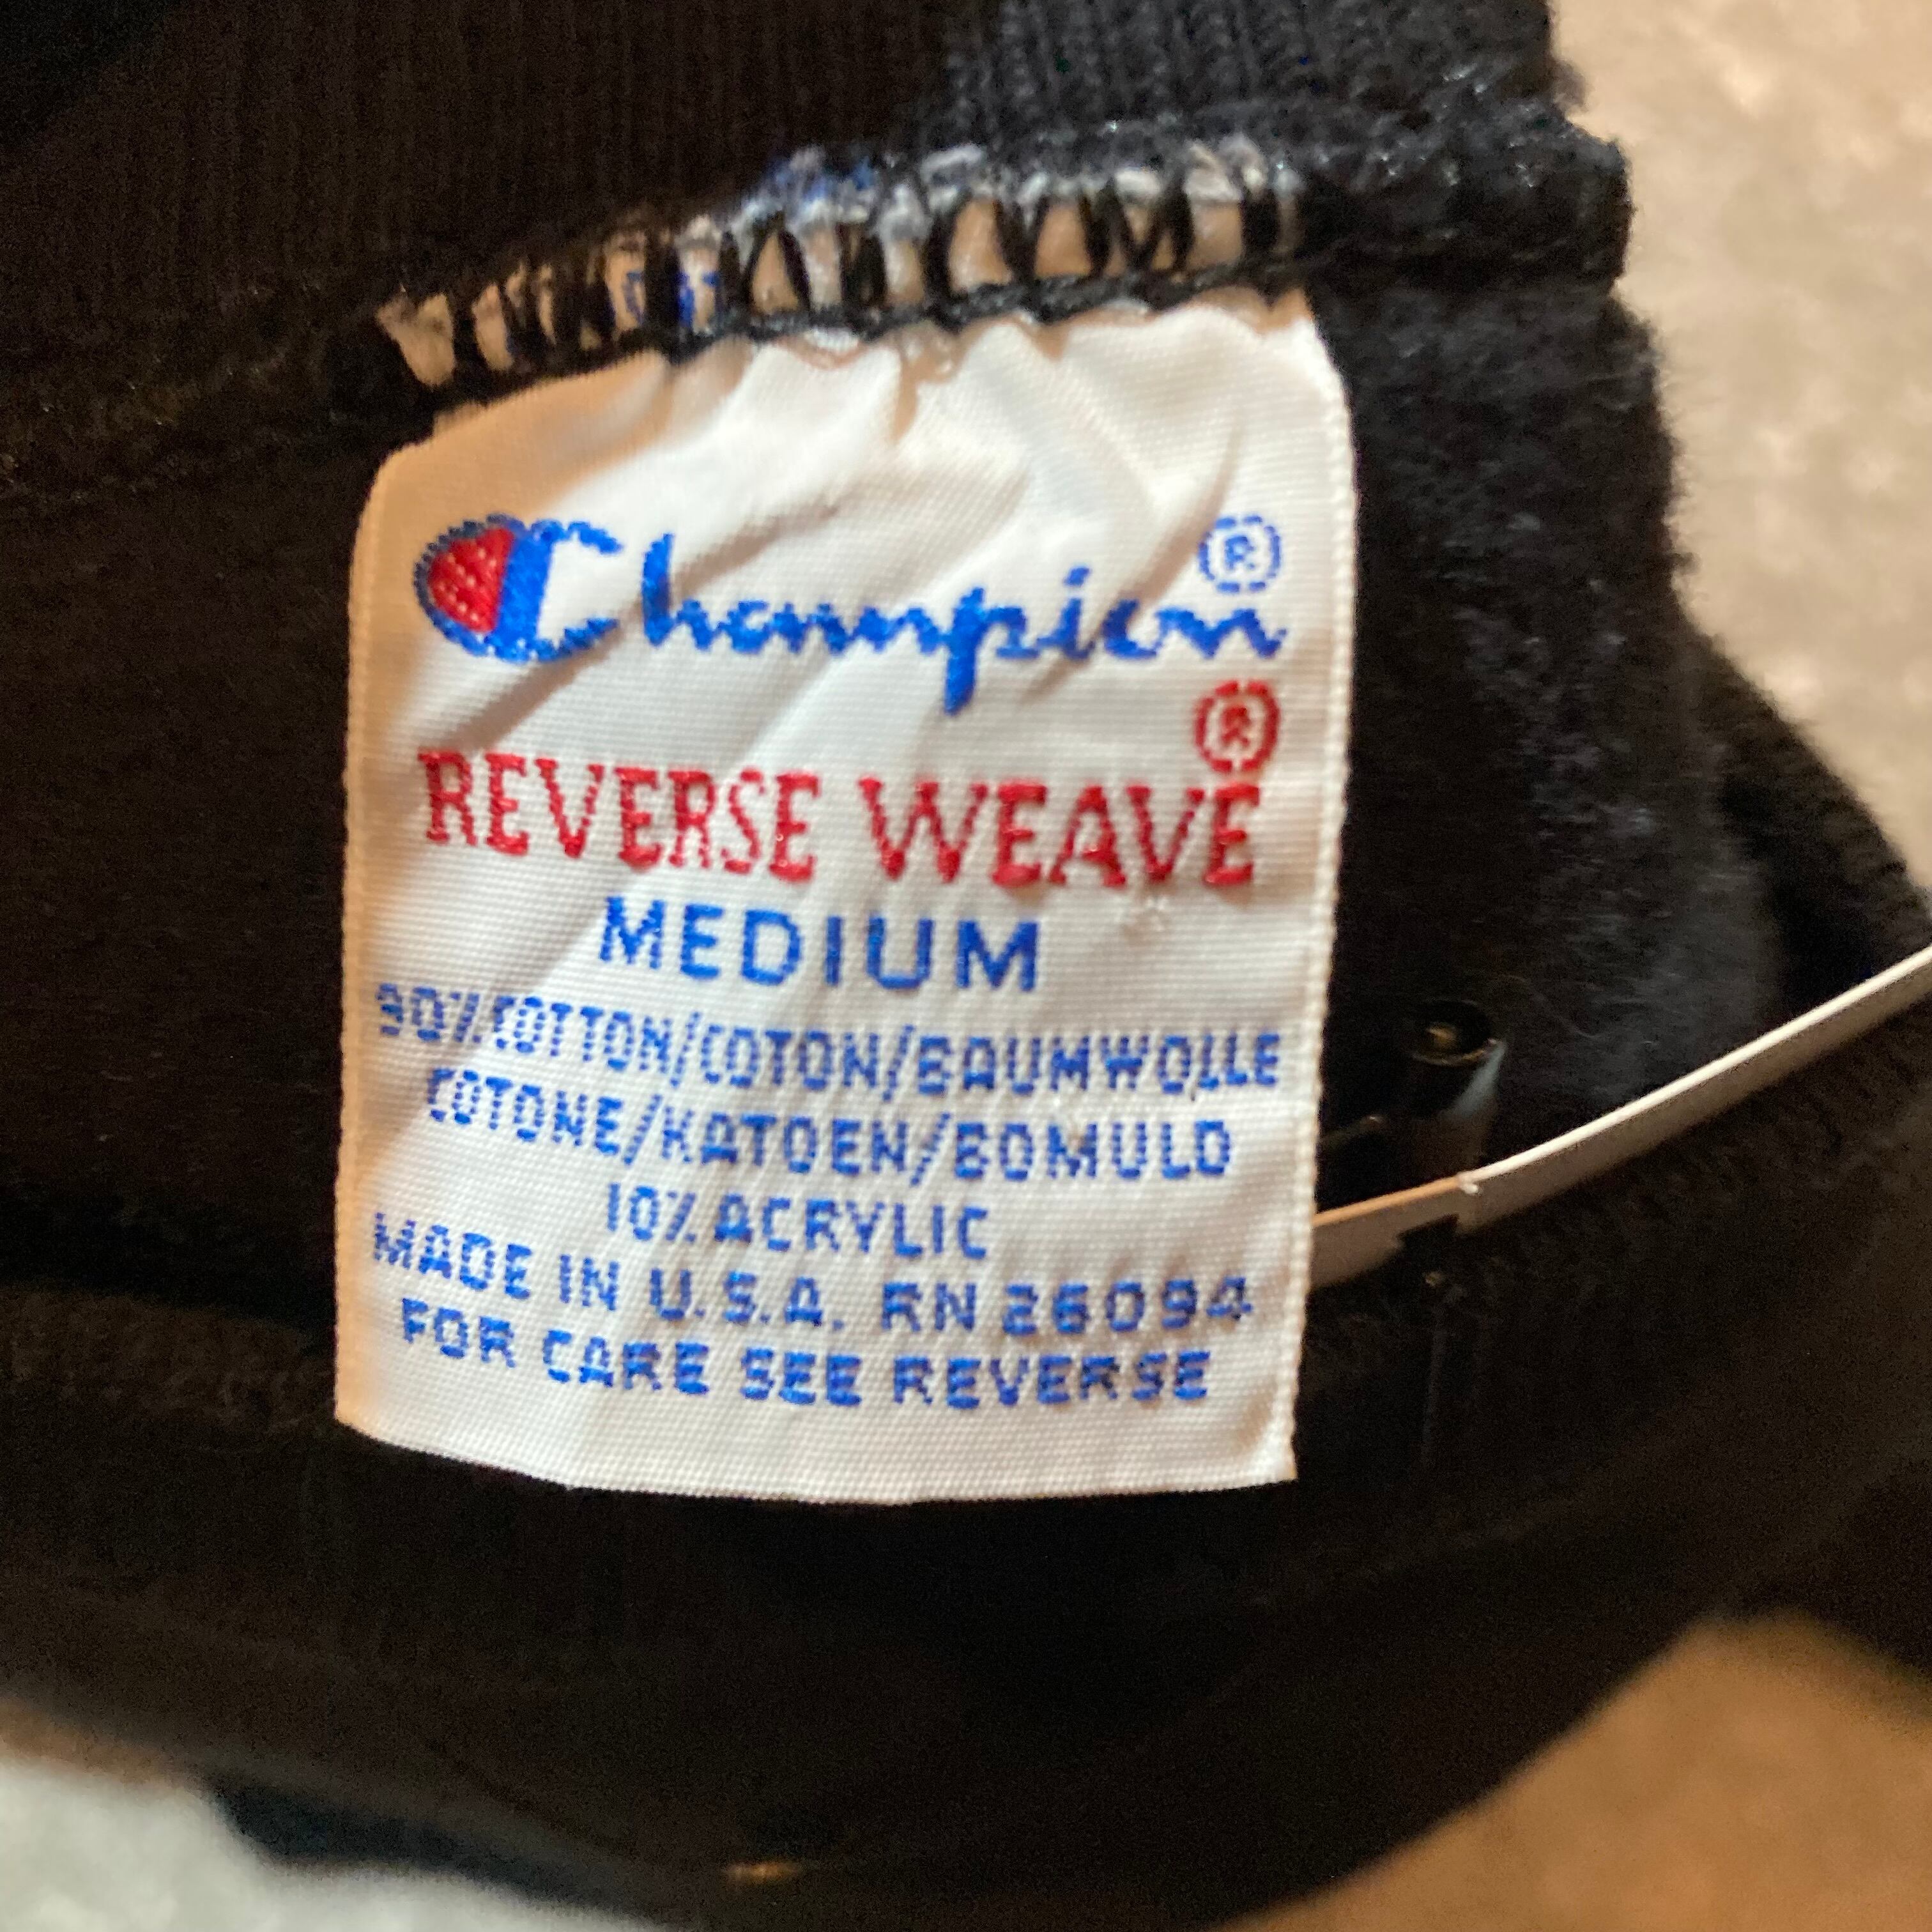 Champion®
REVERSE WEAVE®
MEDIUM
90% COTTON/COTON/BAUMWOLLE
COTONE/KATOEN/BOMULD
10% ACRYLIC
MADE IN U.S.A. RN 26094
FOR CARE SEE REVERSE